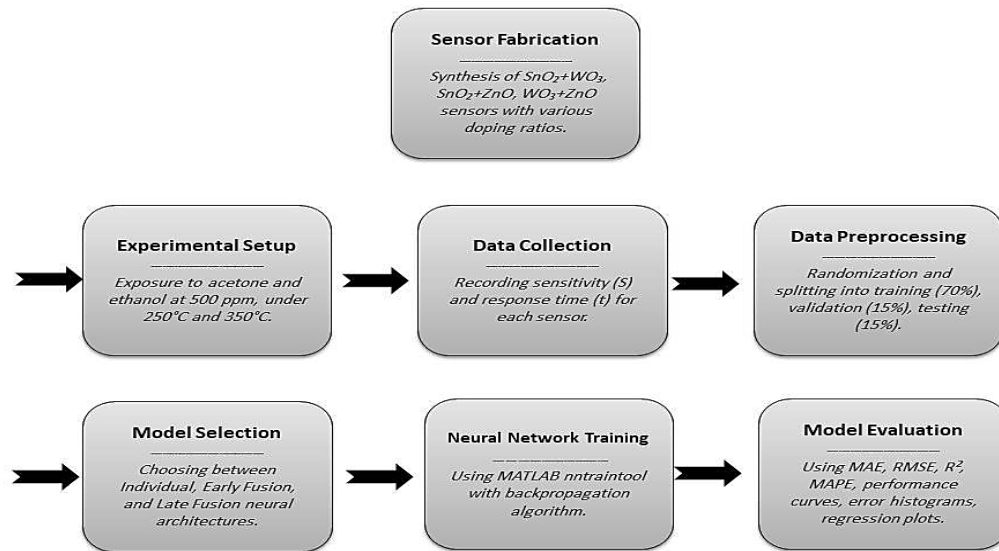 Sensor Fabrication
Synthesis of SnO₂+WO₃,
SnO₂+ZnO, WO₃+ZnO
sensors with various
doping ratios.
Experimental Setup
Exposure to acetone and
ethanol at 500 ppm, under
250°C and 350°C.
Data Collection
Recording sensitivity (S)
and response time (t) for
each sensor.
Data Preprocessing
Randomization and
splitting into training (70%),
validation (15%), testing
(15%).
Model Selection
Choosing between
Individual, Early Fusion,
and Late Fusion neural
architectures.
Neural Network Training
Using MATLAB nntraintool
with backpropagation
algorithm.
Model Evaluation
Using MAE, RMSE, R²,
MAPE, performance
curves, error histograms,
regression plots.